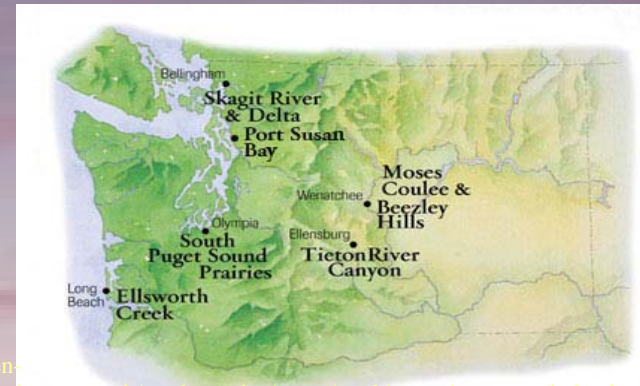 Bellingham
Skagit River
& Delta
Port Susan
Bay
Moses
Coulee &
Beezley
Hills
Wenatchee
Olympia
South
Puget Sound
Prairies
Ellensburg
TietonRiver
Canyon
Long
Beach
Ellsworth
Creek